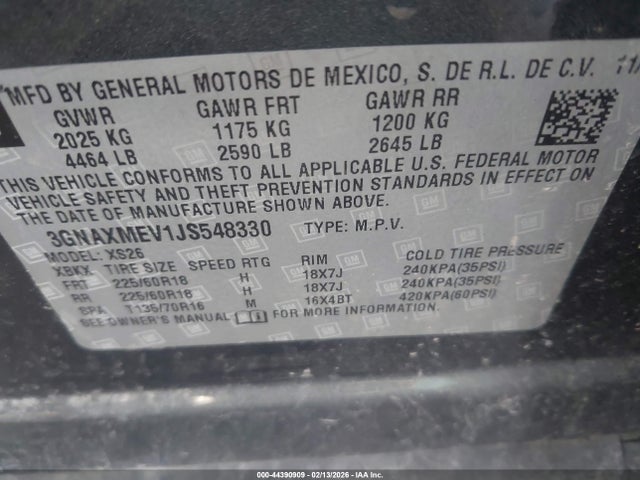 MFD BY GENERAL MOTORS DE MEXICO, S. DE R.L. DE C.V. 11/
GVWR GAWR FRT GAWR RR
2025 KG 1175 KG 1200 KG
4464 LB 2590 LB 2645 LB
THIS VEHICLE CONFORMS TO ALL APPLICABLE U.S. FEDERAL MOTOR
VEHICLE SAFETY AND THEFT PREVENTION STANDARDS IN EFFECT ON
THE DATE OF MANUFACTURE SHOWN ABOVE.
3GNAXMEV1JS548330 TYPE: M.P.V.
MODEL: XS26
XBKX TIRE SIZE SPEED RTG RIM COLD TIRE PRESSURE
FRT 225/60R18 H 18X7J 240KPA(35PSI)
RR 225/60R18 H 18X7J 240KPA(35PSI)
SPA T135/70R16 M 16X4BT 420KPA(60PSI)
SEE OWNER'S MANUAL FOR MORE INFORMATION.
000-44390909 - 02/13/2026 - © IAA Inc.